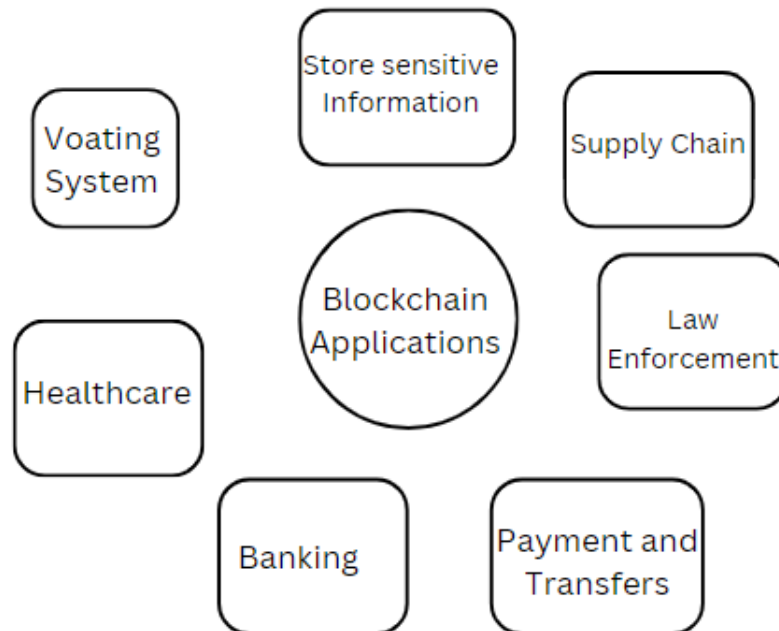 Store sensitive
Information
Voating
System
Supply Chain
Blockchain
Applications
Law
Enforcement
Healthcare
Banking
Payment and
Transfers